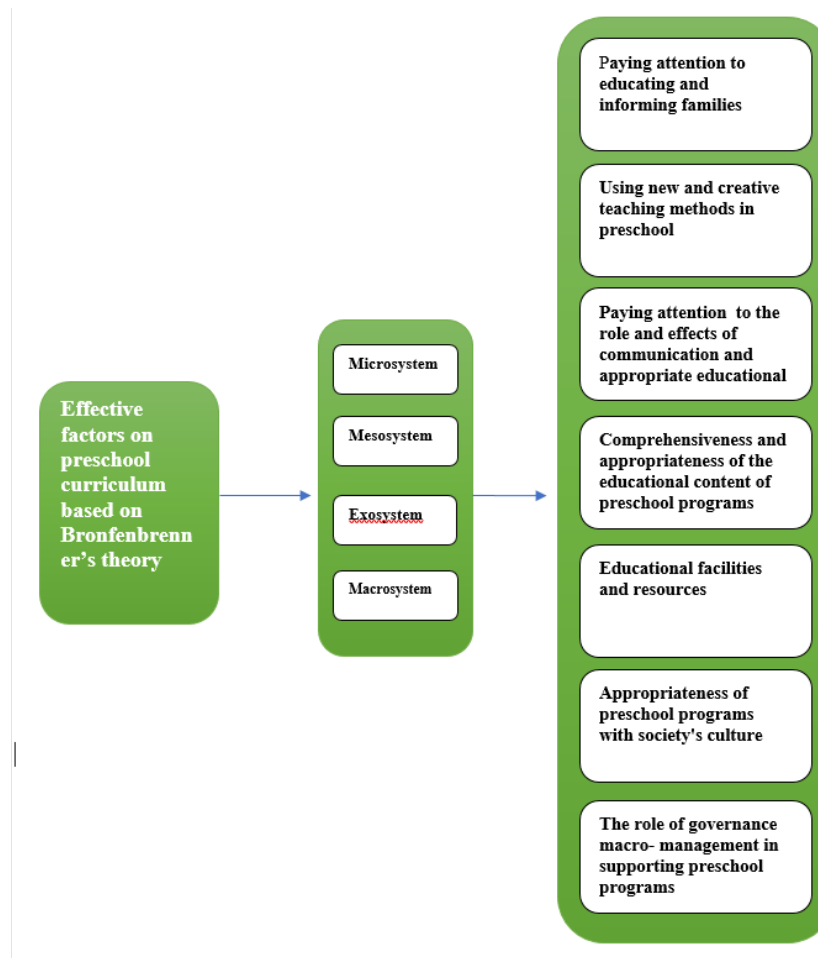 Effective
factors on
preschool
curriculum
based on
Bronfenbrenn
er’s theory
Microsystem
Mesosystem
Exosystem
Macrosystem
Paying attention to
educating and
informing families
Using new and creative
teaching methods in
preschool
Paying attention  to the
role and effects of
communication and
appropriate educational
Comprehensiveness and
appropriateness of the
educational content of
preschool programs
Educational facilities
and resources
Appropriateness of
preschool programs
with society's culture
The role of governance
macro- management in
supporting preschool
programs